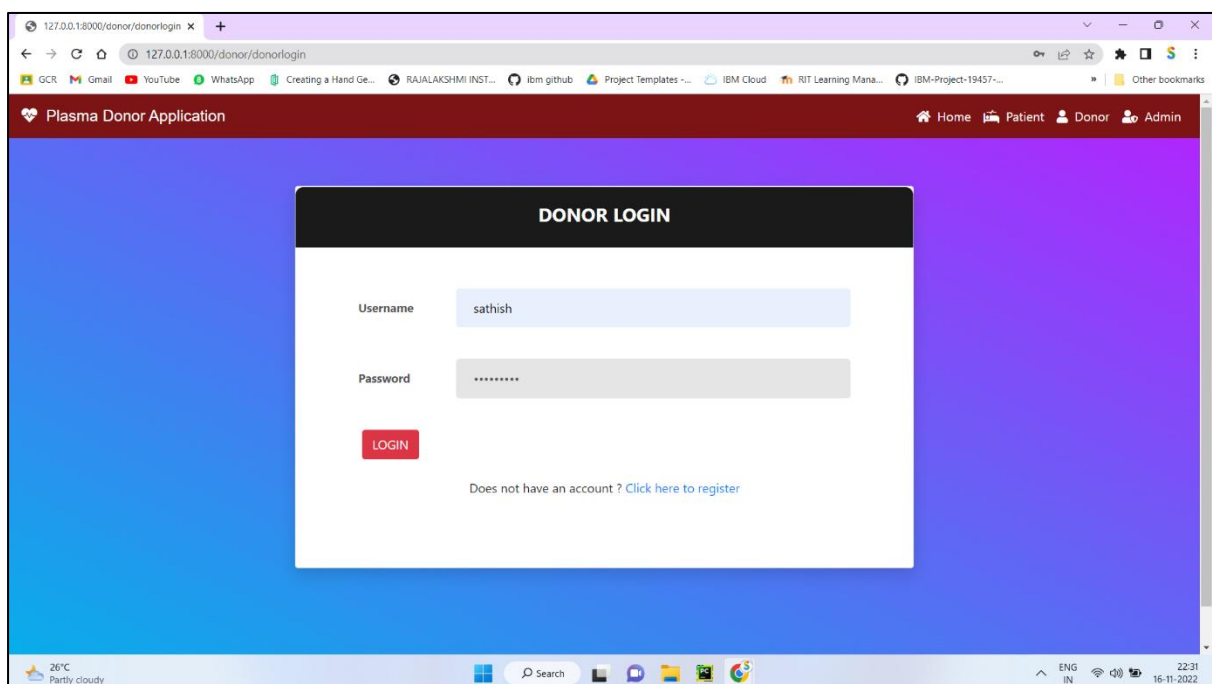 127.0.0.1:8000/donor/donorlogin
127.0.0.1:8000/donor/donorlogin
GCR Gmail YouTube WhatsApp Creating a Hand Ge... RAJALAKSHMI INST... ibm github Project Templates -... IBM Cloud RIT Learning Mana... IBM-Project-19457-... » Other bookmarks
Plasma Donor Application Home Patient Donor Admin
DONOR LOGIN
Username sathish
Password •••••••••
LOGIN
Does not have an account ? Click here to register
26°C
Partly cloudy
Search
ENG
IN
22:31
16-11-2022